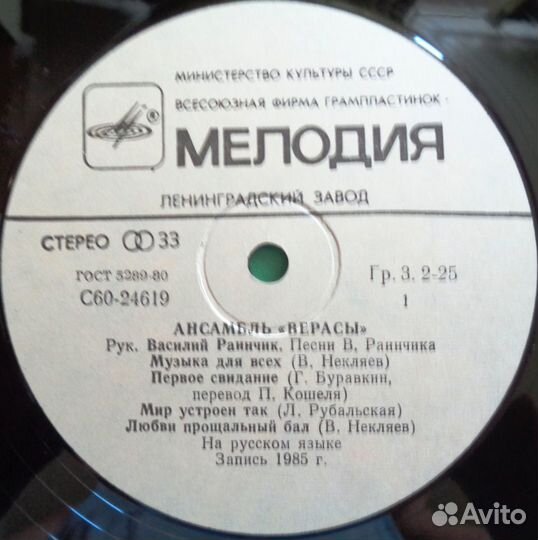 МИНИСТЕРСТВО КУЛЬТУРЫ СССР
ВСЕСОЮЗНАЯ ФИРМА ГРАМПЛАСТИНОК
®
МЕЛОДИЯ
ЛЕНИНГРАДСКИЙ ЗАВОД
СТЕРЕО 33
ГОСТ 5289-80
Гр. 3. 2-25
С60-24619
1
АНСАМБЛЬ «ВЕРАСЫ»
Рук. Василий Раинчик, Песни В, Раинчика
Музыка для всех (В. Некляев)
Первое свидание (Г. Буравкин,
перевод П. Кошеля)
Мир устроен так (Л. Рубальская)
Любви прощальный бал (В. Некляев)
На русском языке
Запись 1985 г.
Avito